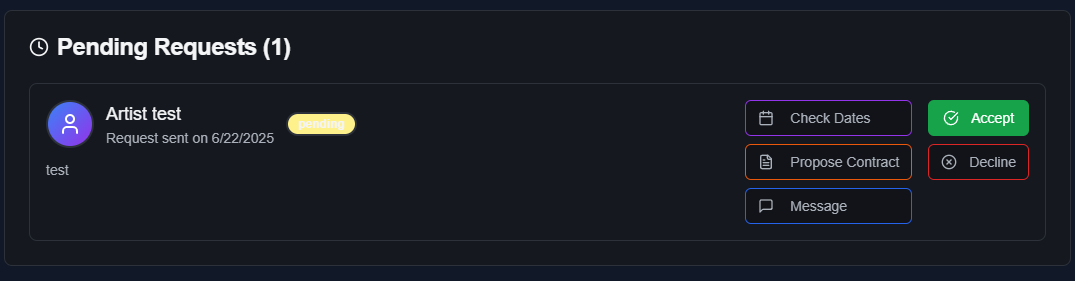 Pending Requests (1)
Artist test
Request sent on 6/22/2025
pending
test
Check Dates
Propose Contract
Message
Accept
Decline